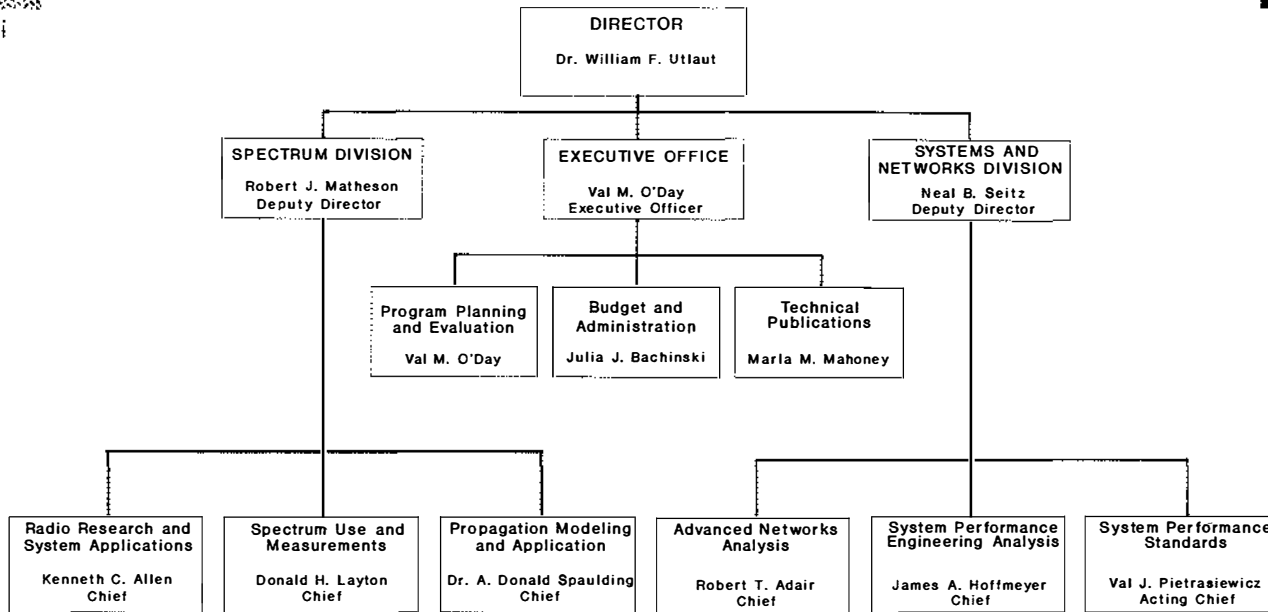 DIRECTOR
Dr. William F. Utlaut
SPECTRUM DIVISION
Robert J. Matheson
Deputy Director
EXECUTIVE OFFICE
Val M. O'Day
Executive Officer
SYSTEMS AND
NETWORKS DIVISION
Neal B. Seitz
Deputy Director
Program Planning
and Evaluation
Val M. O'Day
Budget and
Administration
Julia J. Bachinski
Technical
Publications
Marla M. Mahoney
Radio Research and
System Applications
Kenneth C. Allen
Chief
Spectrum Use and
Measurements
Donald H. Layton
Chief
Propagation Modeling
and Application
Dr. A. Donald Spaulding
Chief
Advanced Networks
Analysis
Robert T. Adair
Chief
System Performance
Engineering Analysis
James A. Hoffmeyer
Chief
System Performance
Standards
Val J. Pietrasiewicz
Acting Chief